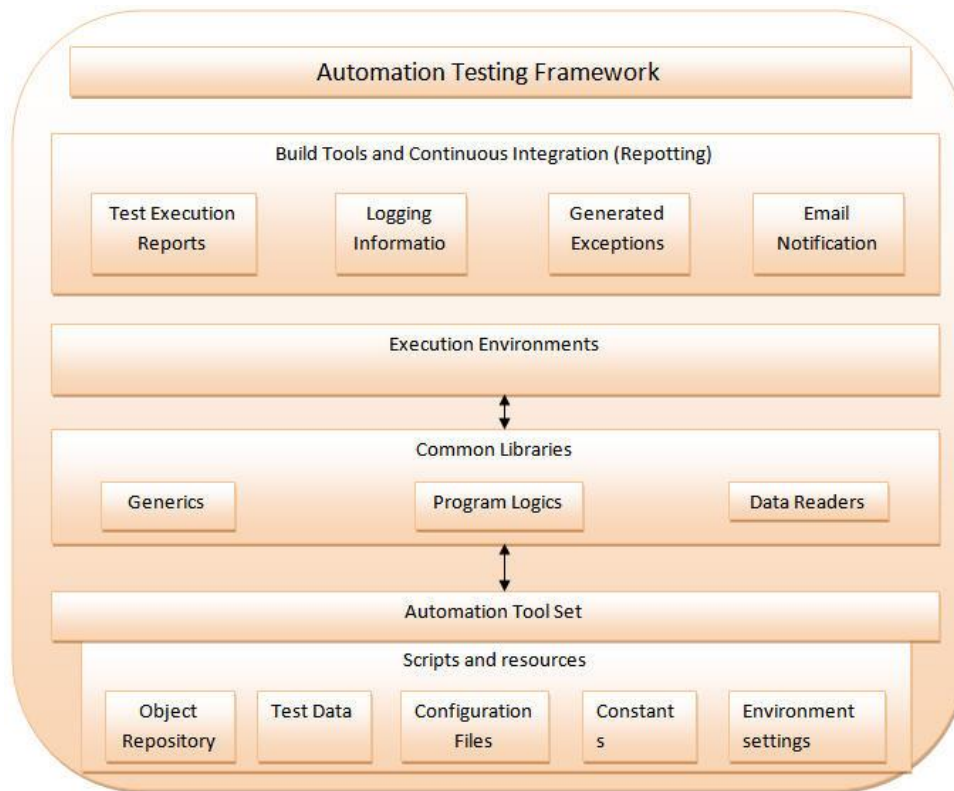 Automation Testing Framework
Build Tools and Continuous Integration (Repotting)
Test Execution
Reports
Logging
Informatio
Generated
Exceptions
Email
Notification
Execution Environments
Common Libraries
Generics
Program Logics
Data Readers
Automation Tool Set
Scripts and resources
Object
Repository
Test Data
Configuration
Files
Constant
s
Environment
settings